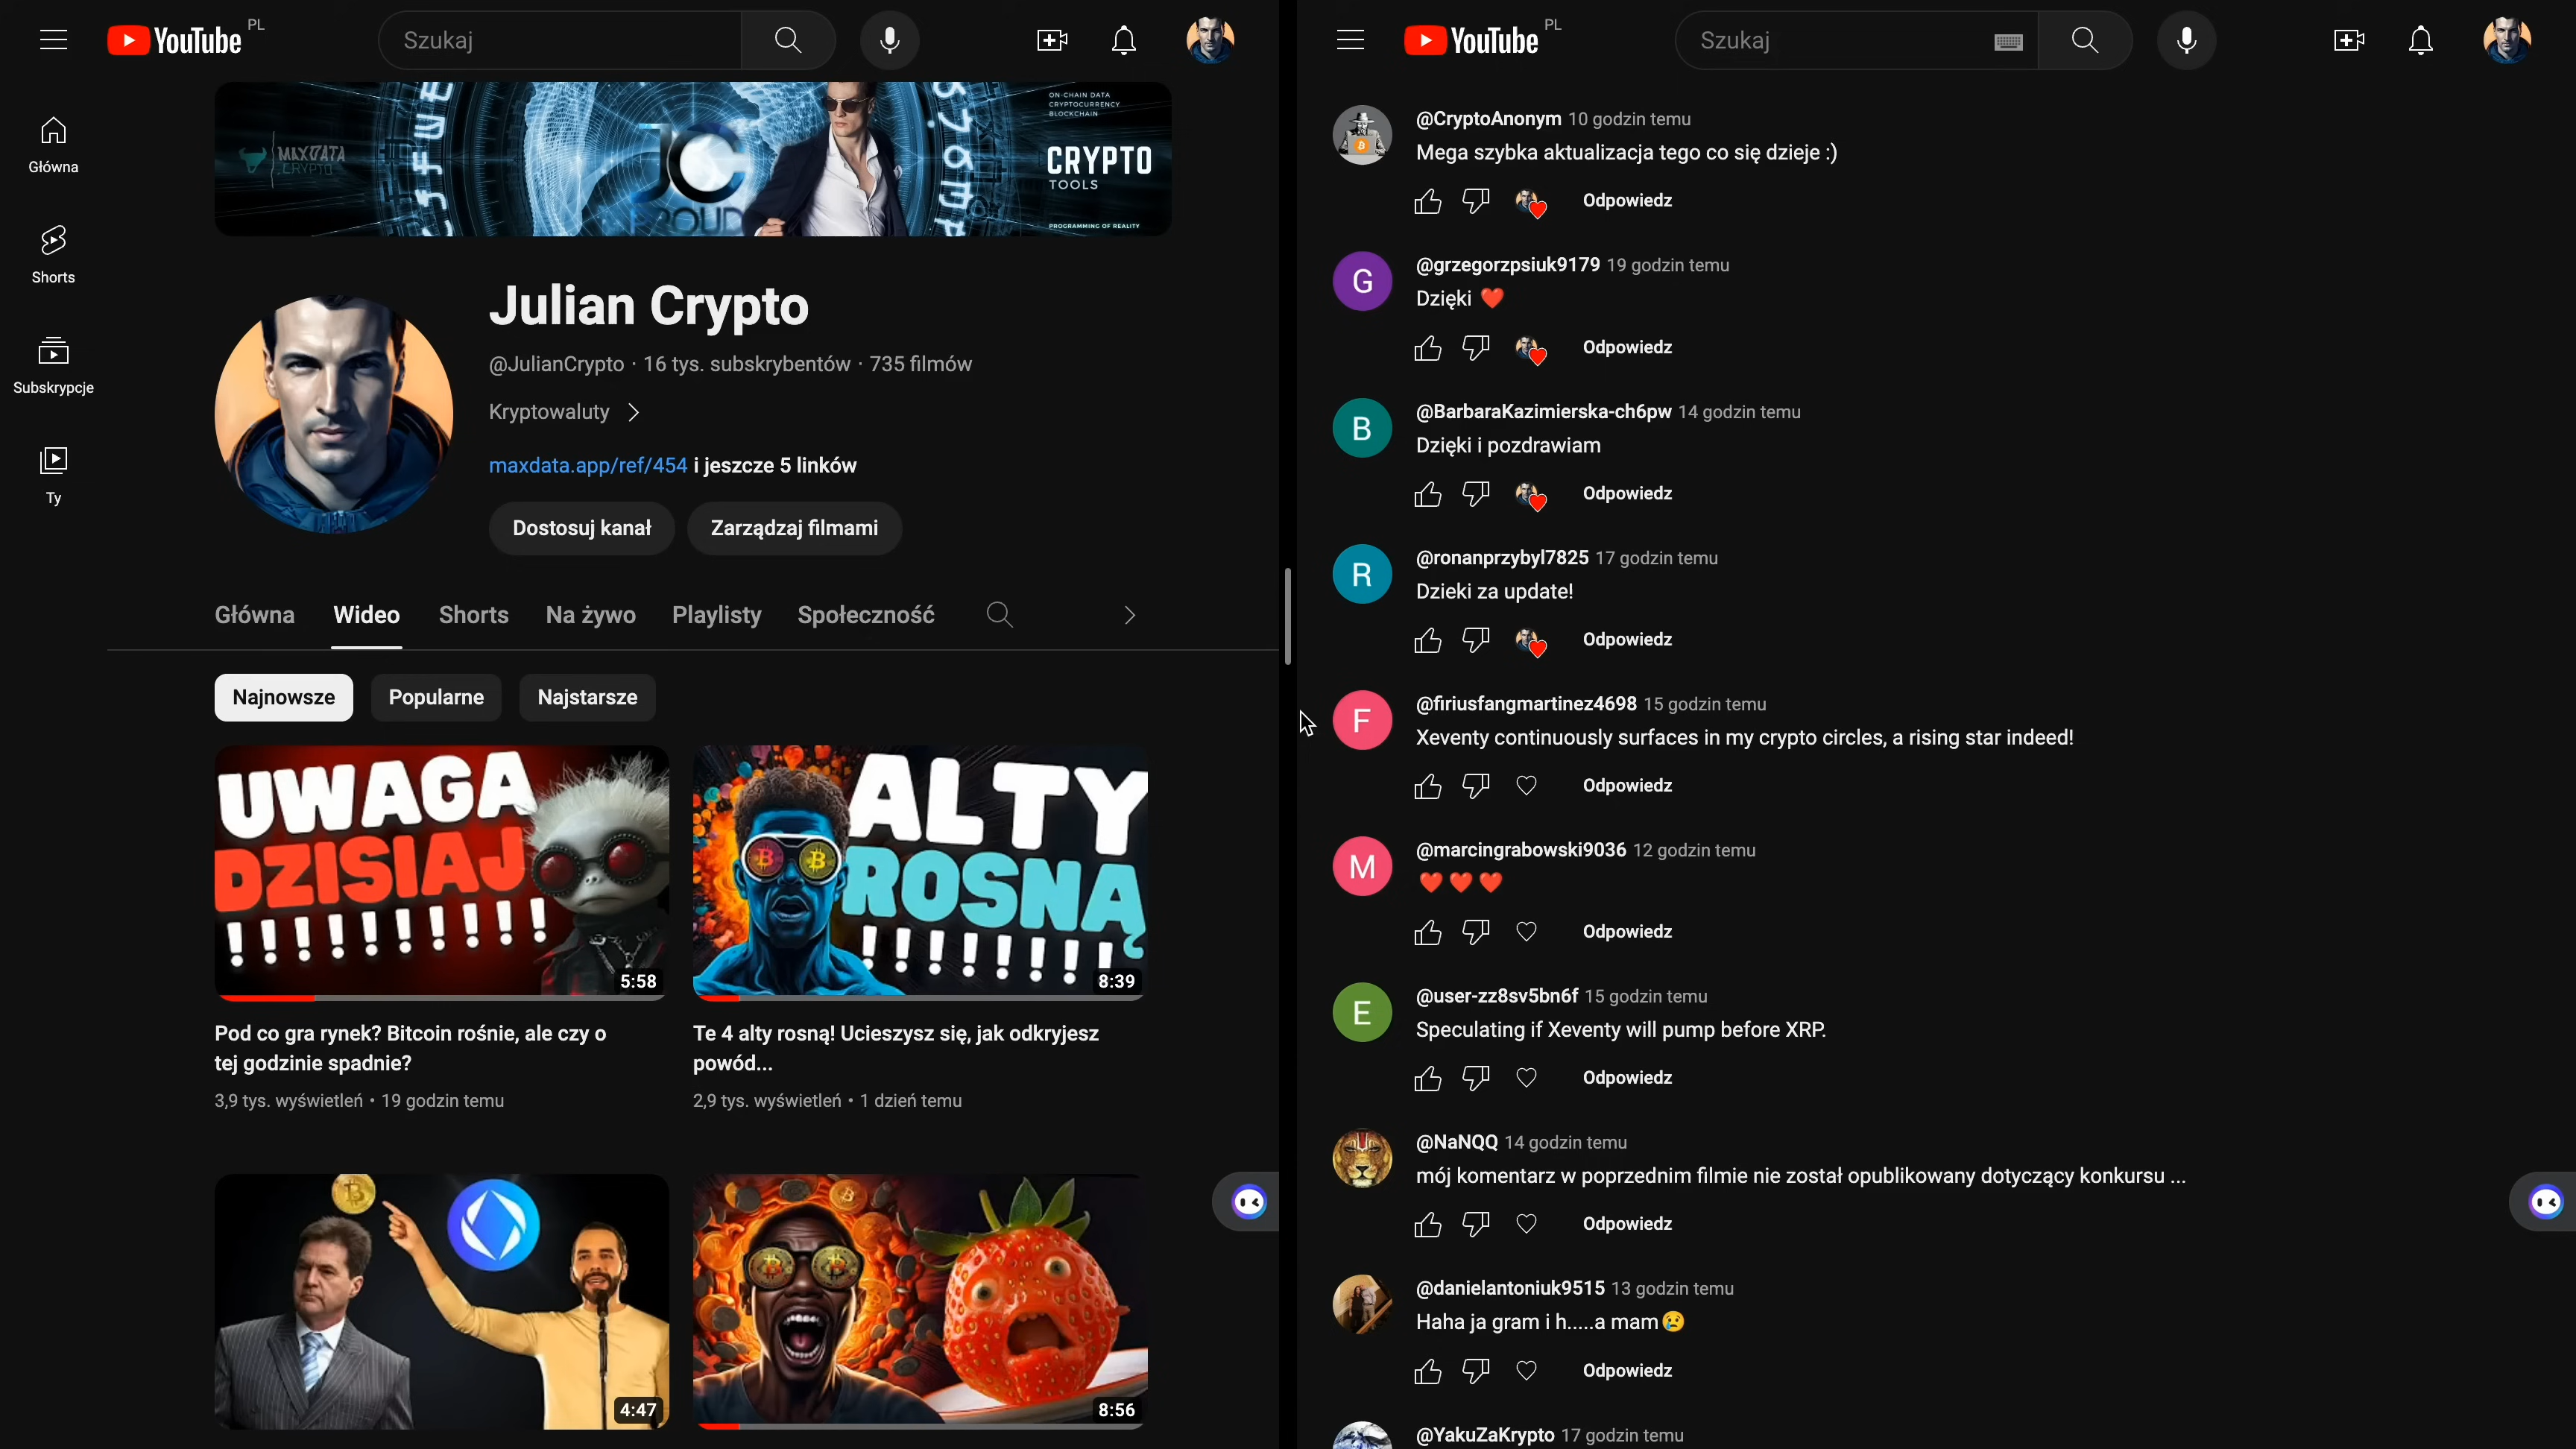 YouTube PL
Szukaj
Główna
Shorts
Subskrypcje
Ty
MAXDATA
.CRYPTO
JC
ON-CHAIN DATA
CRYPTOCURRENCY
BLOCKCHAIN
CRYPTO
TOOLS
PROGRAMMING OF REALITY
Julian Crypto
@JulianCrypto · 16 tys. subskrybentów · 735 filmów
Kryptowaluty
maxdata.app/ref/454 i jeszcze 5 linków
Dostosuj kanał
Zarządzaj filmami
Główna Wideo Shorts Na żywo Playlisty Społeczność
Najnowsze Popularne Najstarsze
UWAGA
DZISIAJ
!!!!!!!!!!
5:58
Pod co gra rynek? Bitcoin rośnie, ale czy o
tej godzinie spadnie?
3,9 tys. wyświetleń • 19 godzin temu
ALTY
ROSNĄ
!!!!!!!!
8:39
Te 4 alty rosną! Ucieszysz się, jak odkryjesz
powód...
2,9 tys. wyświetleń • 1 dzień temu
4:47
8:56
YouTube PL
Szukaj
@CryptoAnonym 10 godzin temu
Mega szybka aktualizacja tego co się dzieje :)
Odpowiedz
G
@grzegorzpsiuk9179 19 godzin temu
Dzięki ❤️
Odpowiedz
B
@BarbaraKazimierska-ch6pw 14 godzin temu
Dzięki i pozdrawiam
Odpowiedz
R
@ronanprzybyl7825 17 godzin temu
Dzieki za update!
Odpowiedz
F
@firiusfangmartinez4698 15 godzin temu
Xeventy continuously surfaces in my crypto circles, a rising star indeed!
Odpowiedz
M
@marcingrabowski9036 12 godzin temu
❤️❤️❤️
Odpowiedz
E
@user-zz8sv5bn6f 15 godzin temu
Speculating if Xeventy will pump before XRP.
Odpowiedz
@NaNQQ 14 godzin temu
mój komentarz w poprzednim filmie nie został opublikowany dotyczący konkursu ...
Odpowiedz
@danielantoniuk9515 13 godzin temu
Haha ja gram i h.....a mam😢
Odpowiedz
@YakuZaKrypto 17 godzin temu